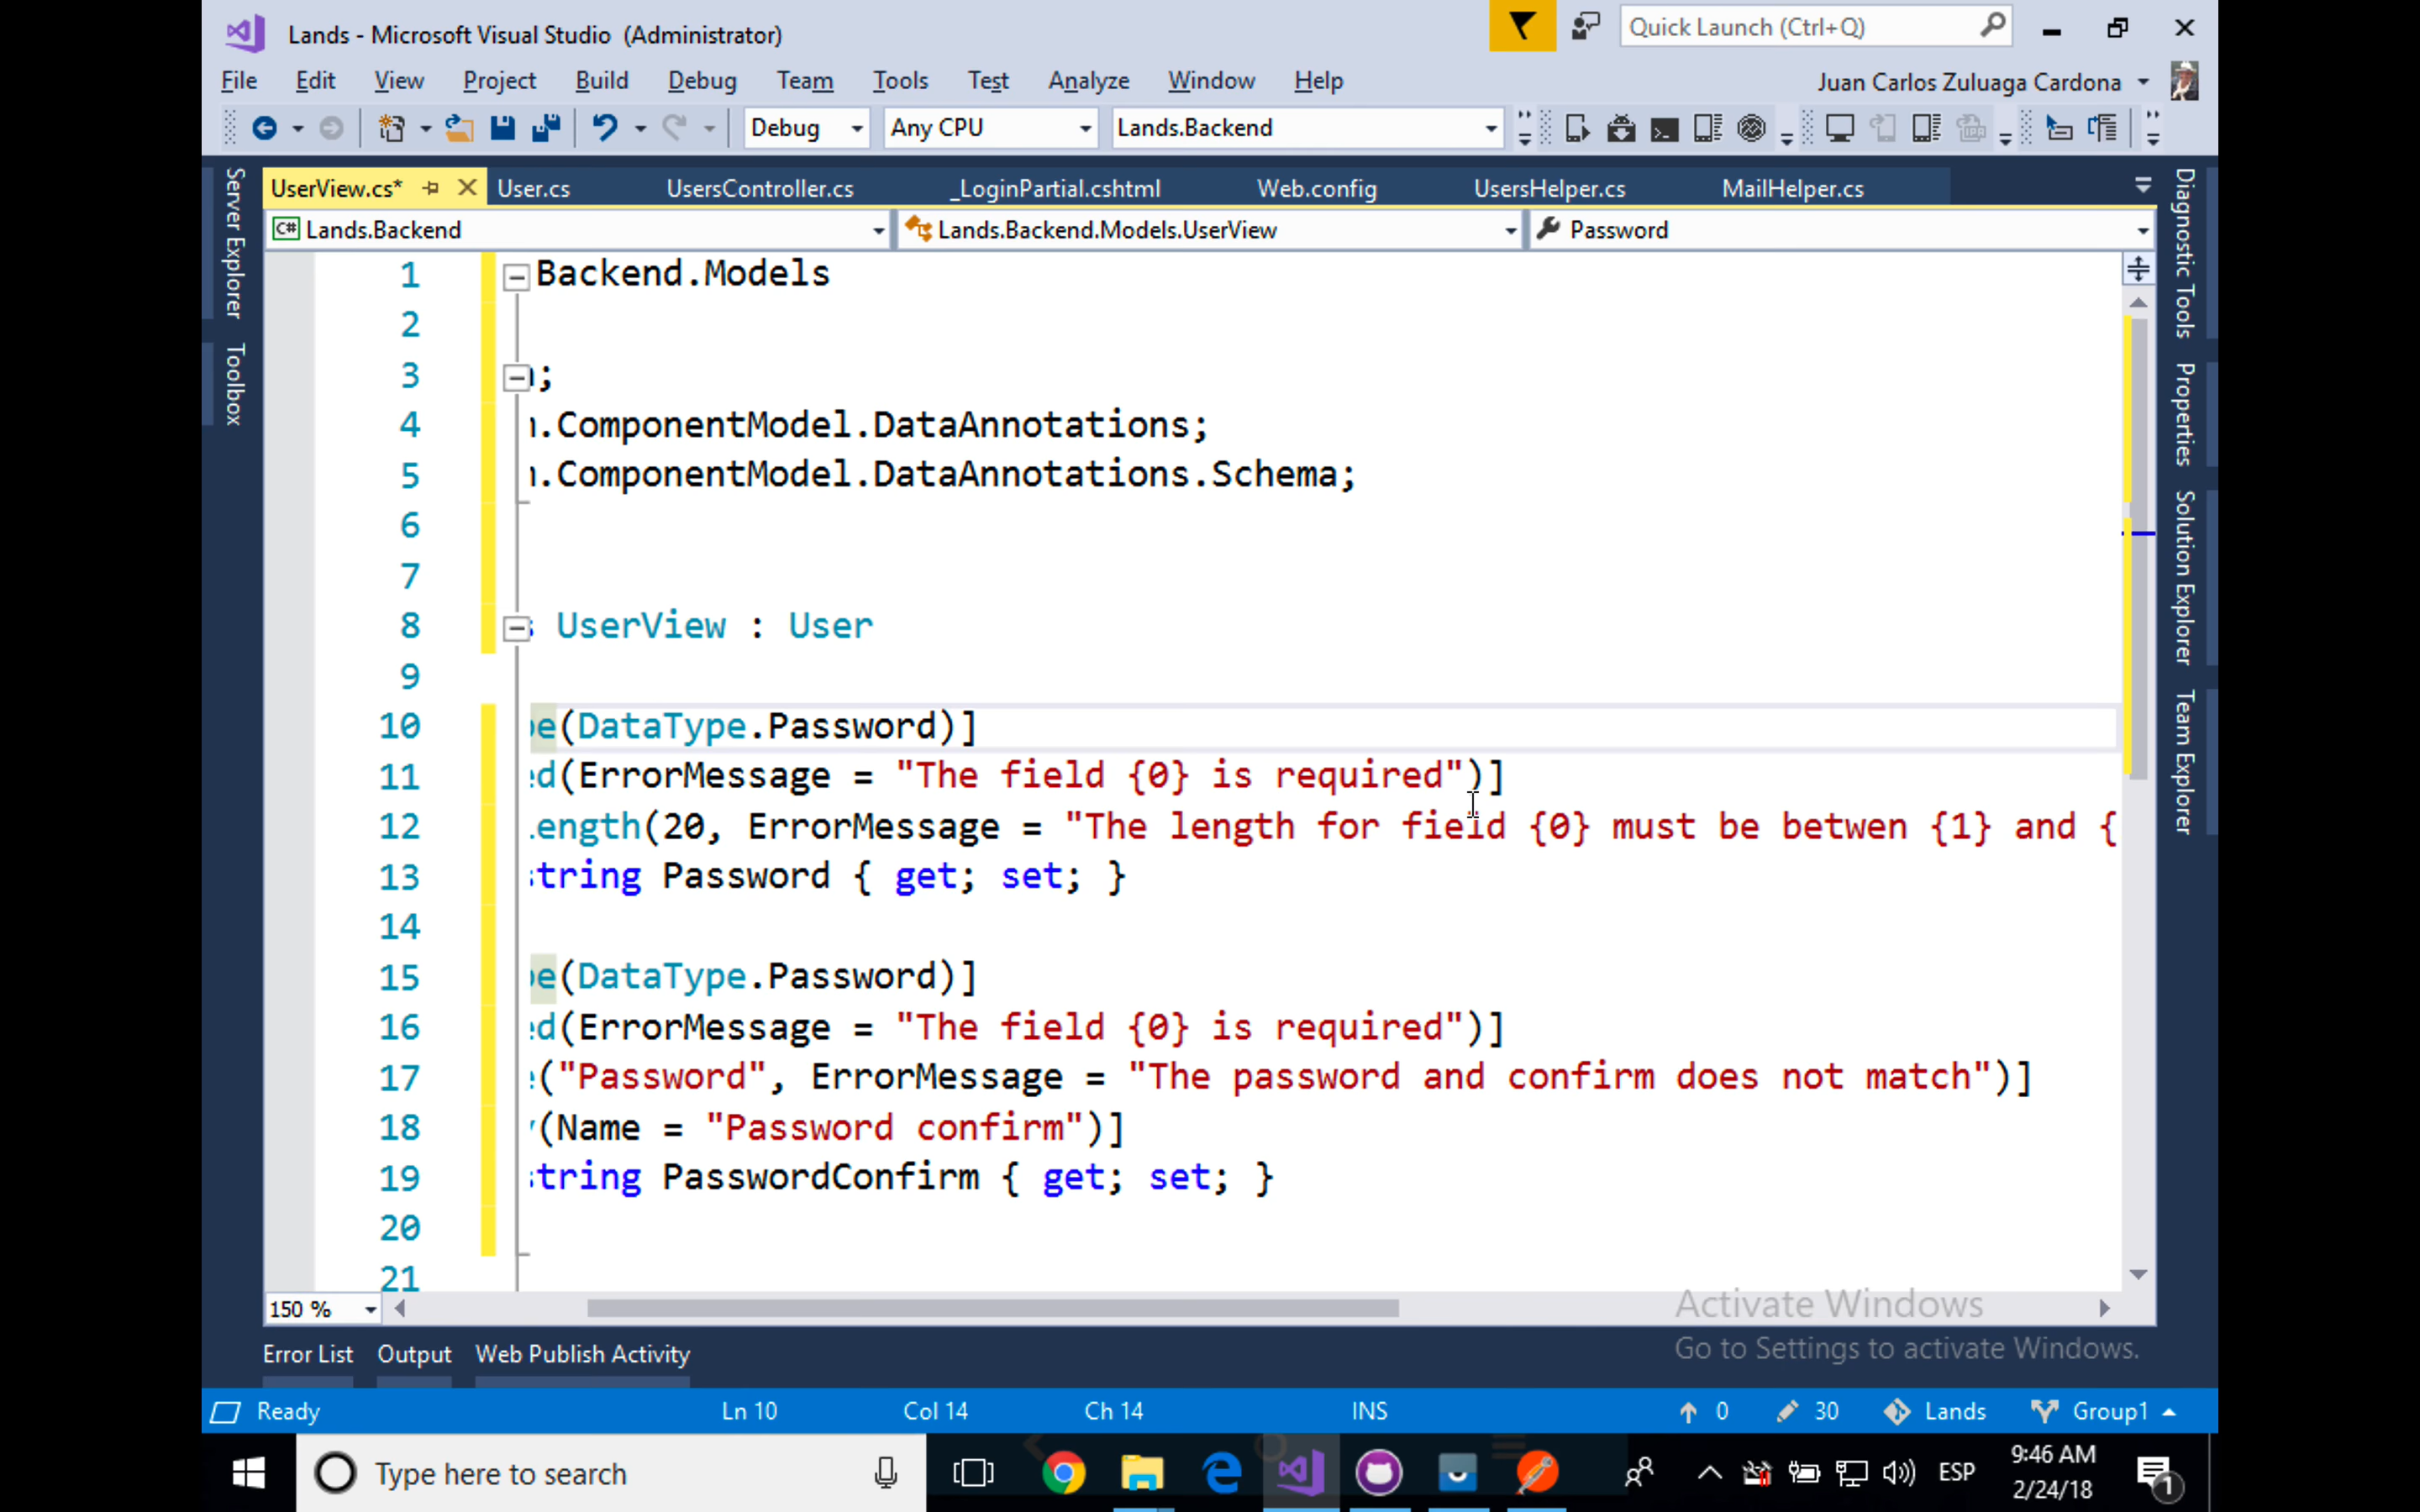 Lands - Microsoft Visual Studio (Administrator)
Quick Launch (Ctrl+Q)
File Edit View Project Build Debug Team Tools Test Analyze Window Help
Juan Carlos Zuluaga Cardona
Debug Any CPU Lands.Backend
UserView.cs* User.cs UsersController.cs _LoginPartial.cshtml Web.config UsersHelper.cs MailHelper.cs
C# Lands.Backend Lands.Backend.Models.UserView Password
Server Explorer
Toolbox
Diagnostic Tools
Properties
Solution Explorer
Team Explorer
1 Backend.Models
2
3 ;
4 .ComponentModel.DataAnnotations;
5 .ComponentModel.DataAnnotations.Schema;
6
7
8 UserView : User
9
10 e(DataType.Password)]
11 ed(ErrorMessage = "The field {0} is required")]
12 Length(20, ErrorMessage = "The length for field {0} must be betwen {1} and {
13 string Password { get; set; }
14
15 e(DataType.Password)]
16 ed(ErrorMessage = "The field {0} is required")]
17 ("Password", ErrorMessage = "The password and confirm does not match")]
18 (Name = "Password confirm")]
19 string PasswordConfirm { get; set; }
20
21
150 %
Activate Windows
Go to Settings to activate Windows.
Error List Output Web Publish Activity
Ready Ln 10 Col 14 Ch 14 INS 0 30 Lands Group1
Type here to search
ESP
9:46 AM
2/24/18
1